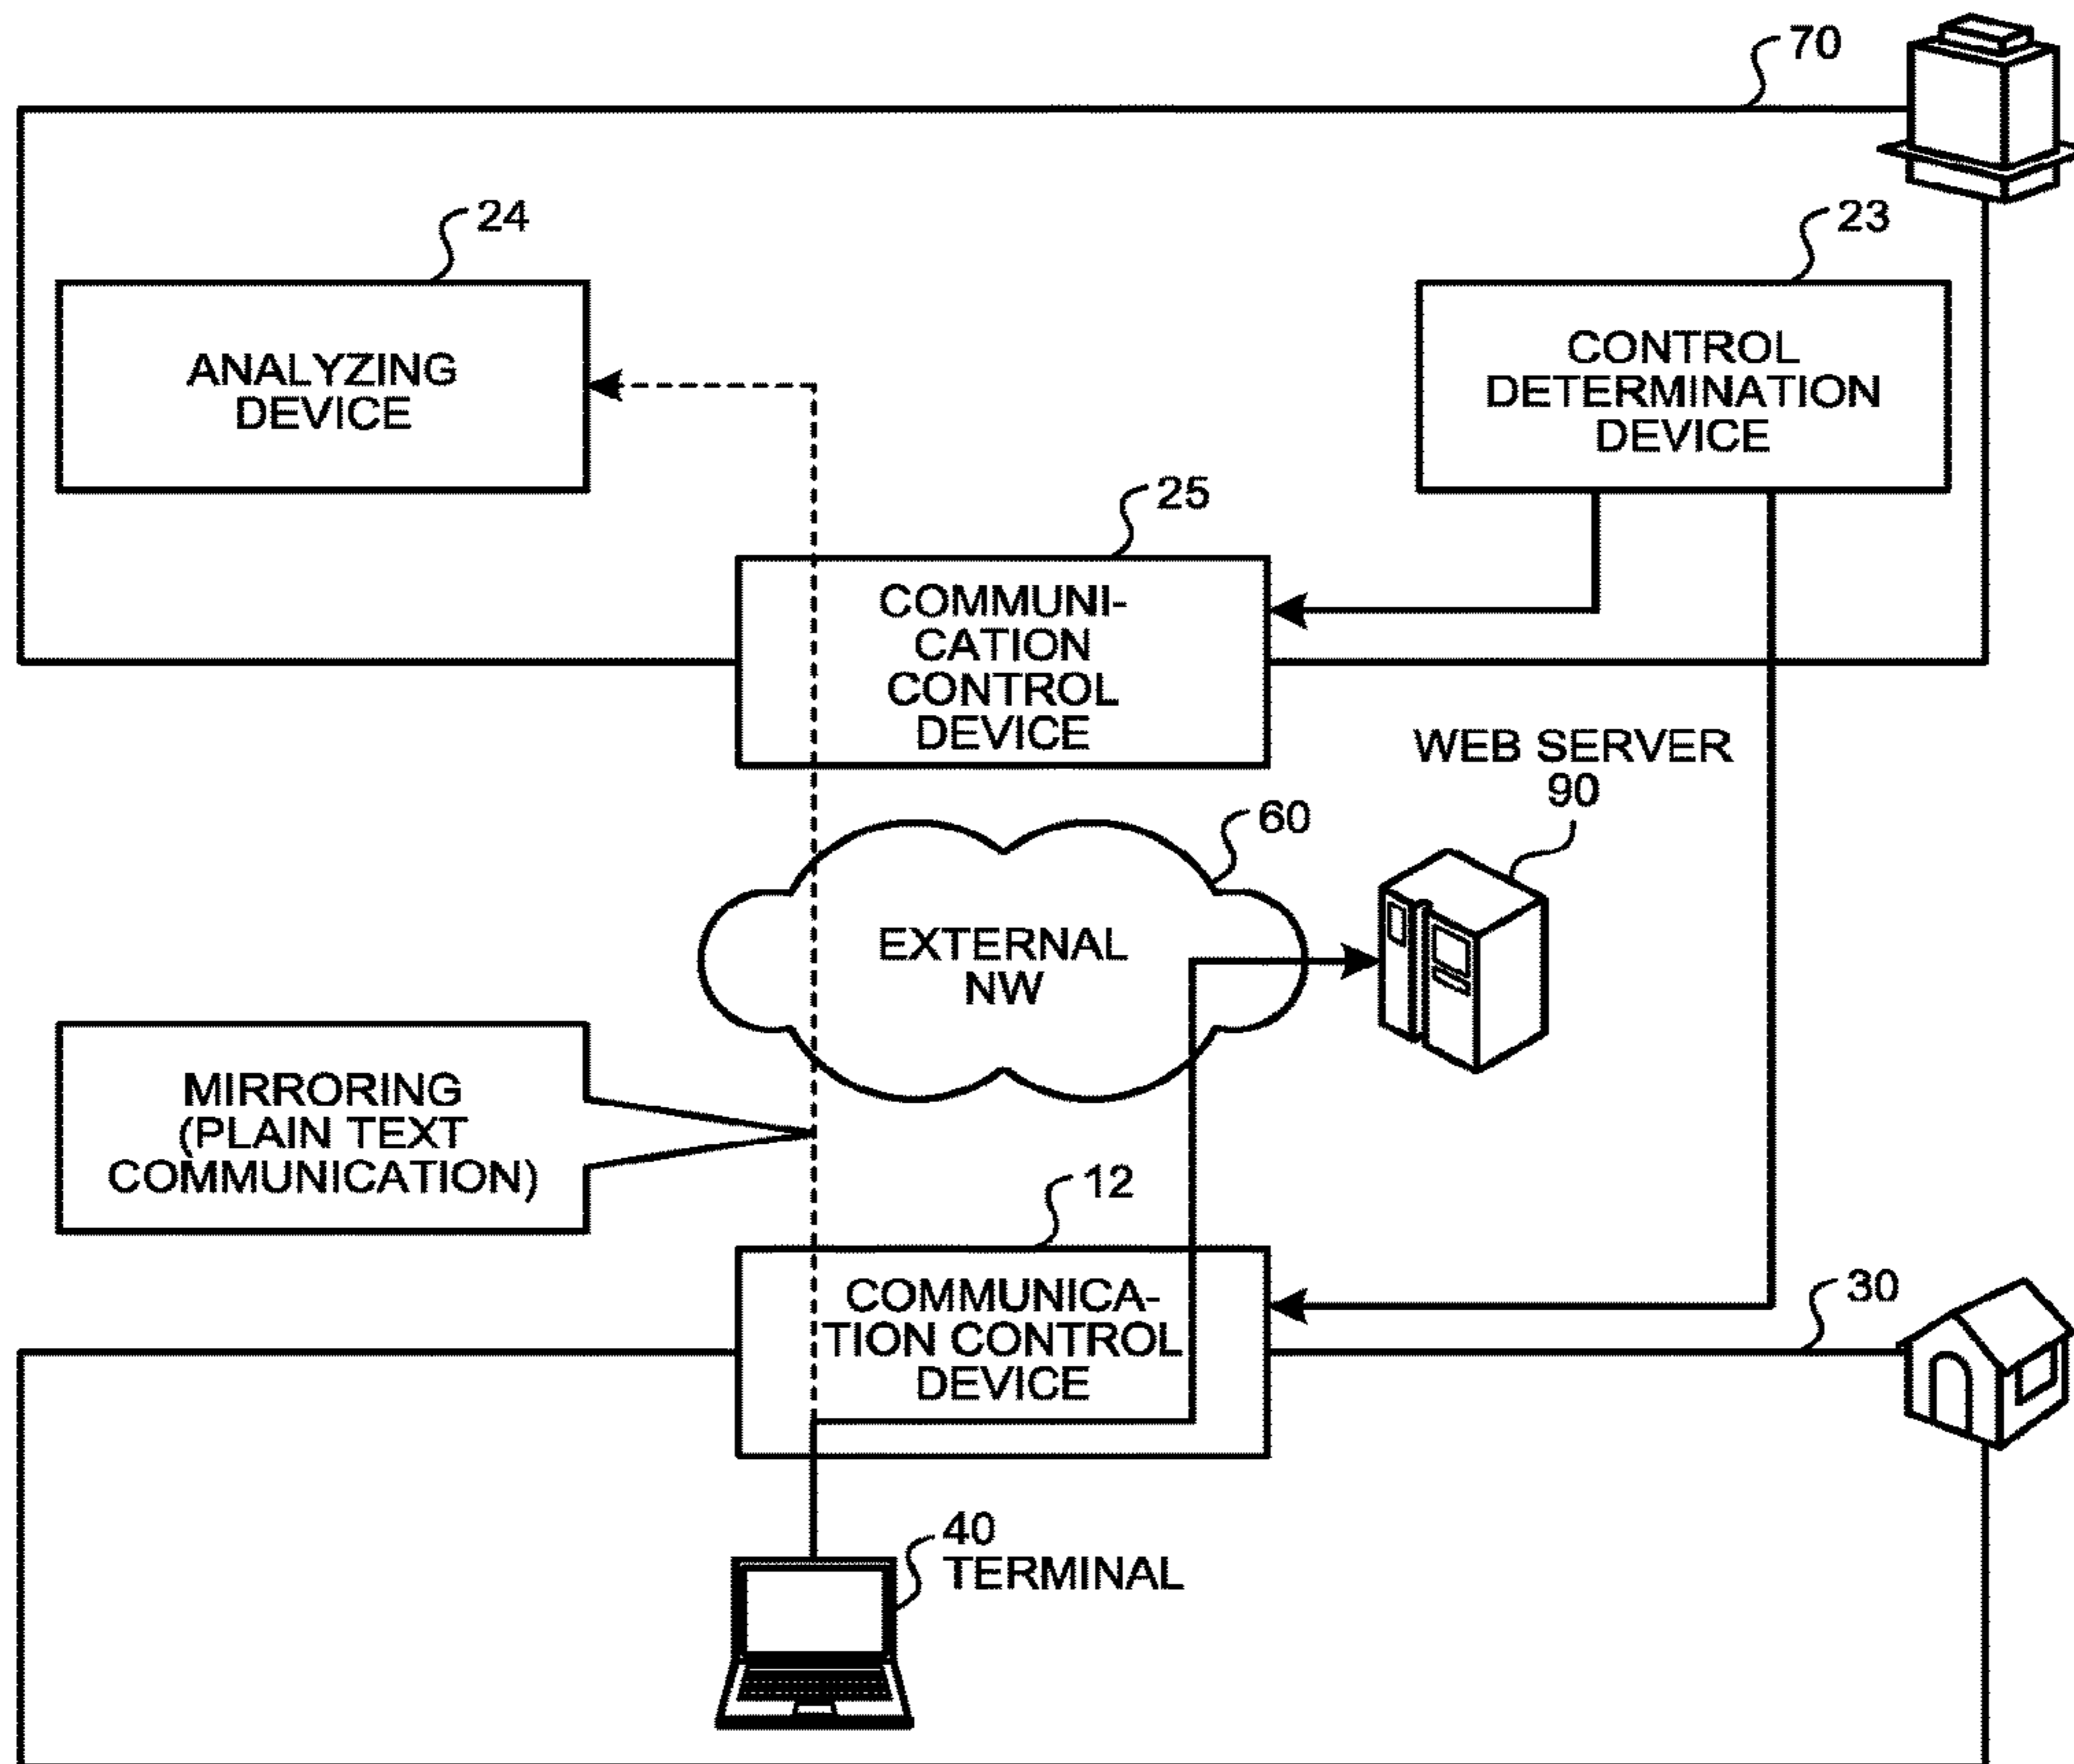 70
24
23
ANALYZING
DEVICE
CONTROL
DETERMINATION
DEVICE
25
COMMUNI-
CATION
CONTROL
DEVICE
WEB SERVER
90
60
EXTERNAL
NW
MIRRORING
(PLAIN TEXT
COMMUNICATION)
12
COMMUNICA-
TION CONTROL
DEVICE
30
40
TERMINAL